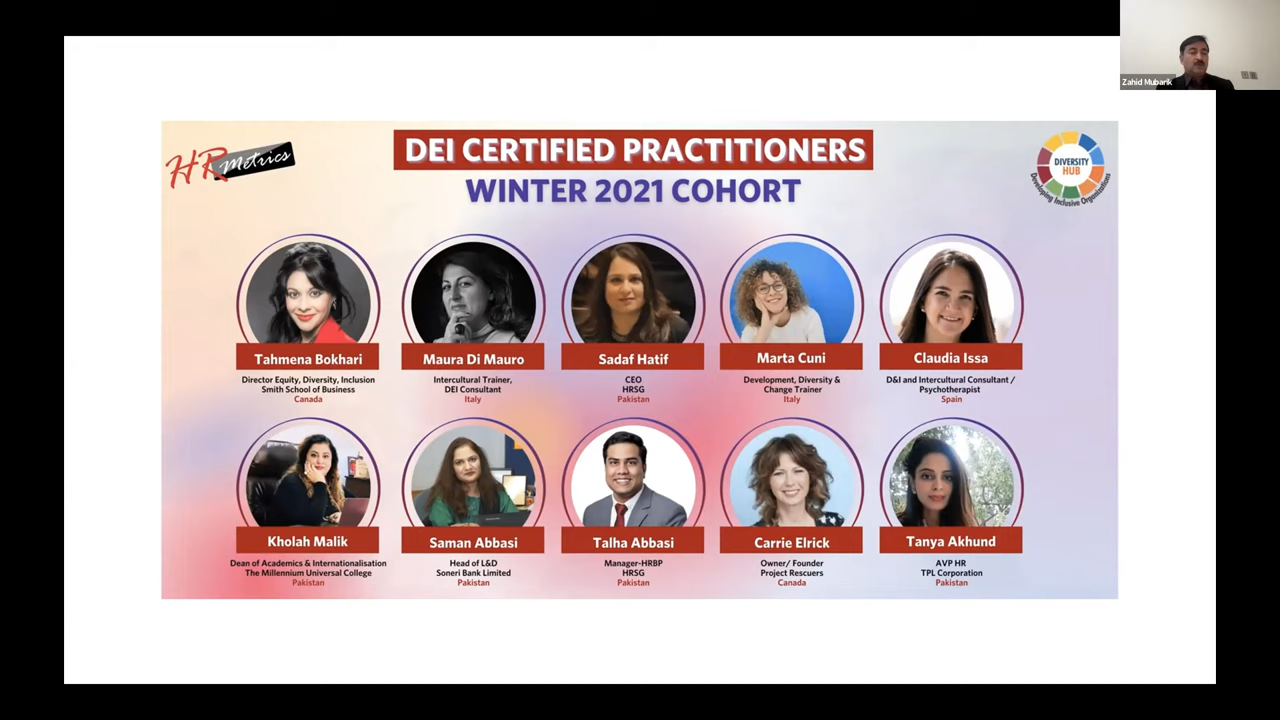 Zahid Mubarik
HR Metrics
DEI CERTIFIED PRACTITIONERS
WINTER 2021 COHORT
DIVERSITY
HUB
Developing Inclusive Organizations
Tahmena Bokhari
Director Equity, Diversity, Inclusion
Smith School of Business
Canada
Maura Di Mauro
Intercultural Trainer,
DEI Consultant
Italy
Sadaf Hatif
CEO
HRSG
Pakistan
Marta Cuni
Development, Diversity &
Change Trainer
Italy
Claudia Issa
D&I and Intercultural Consultant /
Psychotherapist
Spain
Kholah Malik
Dean of Academics & Internationalisation
The Millennium Universal College
Pakistan
Saman Abbasi
Head of L&D
Soneri Bank Limited
Pakistan
Talha Abbasi
Manager-HRBP
HRSG
Pakistan
Carrie Elrick
Owner/ Founder
Project Rescuers
Canada
Tanya Akhund
AVP HR
TPL Corporation
Pakistan